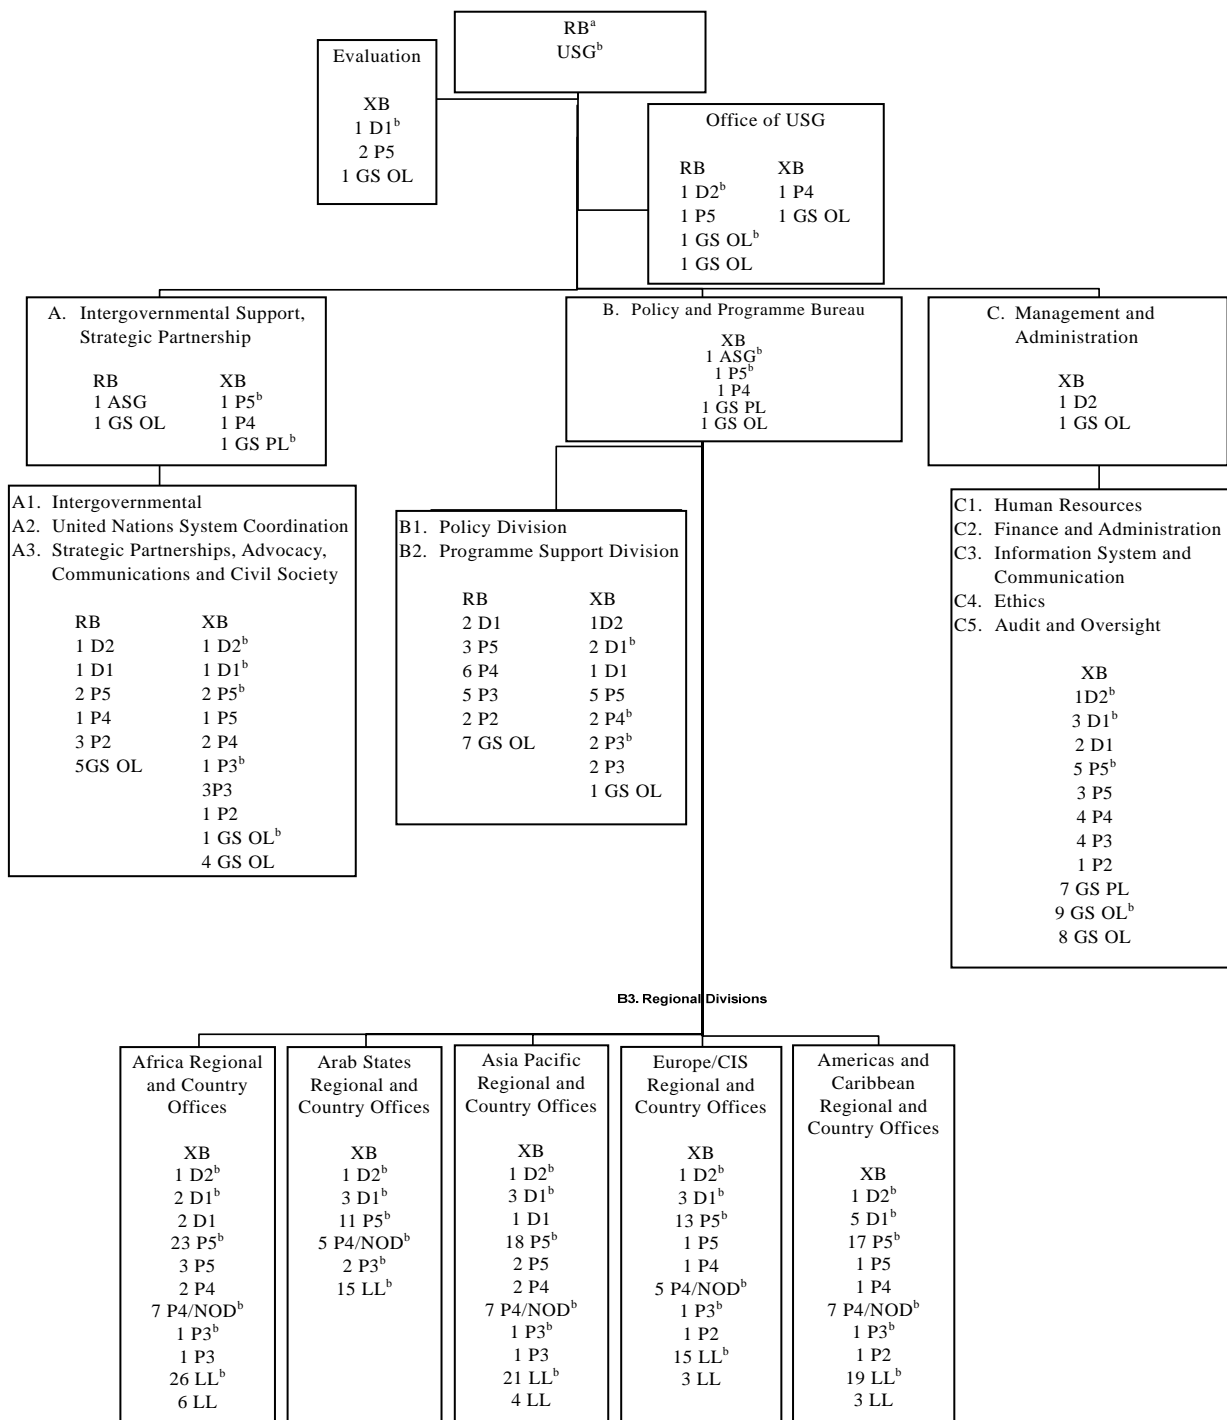 RBᵃ
USGᵇ
Evaluation
XB
1 D1ᵇ
2 P5
1 GS OL
Office of USG
RB XB
1 D2ᵇ 1 P4
1 P5 1 GS OL
1 GS OLᵇ
1 GS OL
A. Intergovernmental Support,
Strategic Partnership
RB XB
1 ASG 1 P5ᵇ
1 GS OL 1 P4
1 GS PLᵇ
B. Policy and Programme Bureau
XB
1 ASGᵇ
1 P5ᵇ
1 P4
1 GS PL
1 GS OL
C. Management and
Administration
XB
1 D2
1 GS OL
A1. Intergovernmental
A2. United Nations System Coordination
A3. Strategic Partnerships, Advocacy,
Communications and Civil Society
RB XB
1 D2 1 D2ᵇ
1 D1 1 D1ᵇ
2 P5 2 P5ᵇ
1 P4 1 P5
3 P2 2 P4
5GS OL 1 P3ᵇ
3P3
1 P2
1 GS OLᵇ
4 GS OL
B1. Policy Division
B2. Programme Support Division
RB XB
2 D1 1D2
3 P5 2 D1ᵇ
6 P4 1 D1
5 P3 5 P5
2 P2 2 P4ᵇ
7 GS OL 2 P3ᵇ
2 P3
1 GS OL
C1. Human Resources
C2. Finance and Administration
C3. Information System and
Communication
C4. Ethics
C5. Audit and Oversight
XB
1D2ᵇ
3 D1ᵇ
2 D1
5 P5ᵇ
3 P5
4 P4
4 P3
1 P2
7 GS PL
9 GS OLᵇ
8 GS OL
B3. Regional Divisions
Africa Regional
and Country
Offices
XB
1 D2ᵇ
2 D1ᵇ
2 D1
23 P5ᵇ
3 P5
2 P4
7 P4/NODᵇ
1 P3ᵇ
1 P3
26 LLᵇ
6 LL
Arab States
Regional and
Country Offices
XB
1 D2ᵇ
3 D1ᵇ
11 P5ᵇ
5 P4/NODᵇ
2 P3ᵇ
15 LLᵇ
Asia Pacific
Regional and
Country Offices
XB
1 D2ᵇ
3 D1ᵇ
1 D1
18 P5ᵇ
2 P5
2 P4
7 P4/NODᵇ
1 P3ᵇ
1 P3
21 LLᵇ
4 LL
Europe/CIS
Regional and
Country Offices
XB
1 D2ᵇ
3 D1ᵇ
13 P5ᵇ
1 P5
1 P4
5 P4/NODᵇ
1 P3ᵇ
1 P2
15 LLᵇ
3 LL
Americas and
Caribbean
Regional and
Country Offices
XB
1 D2ᵇ
5 D1ᵇ
17 P5ᵇ
1 P5
1 P4
7 P4/NODᵇ
1 P3ᵇ
1 P2
19 LLᵇ
3 LL